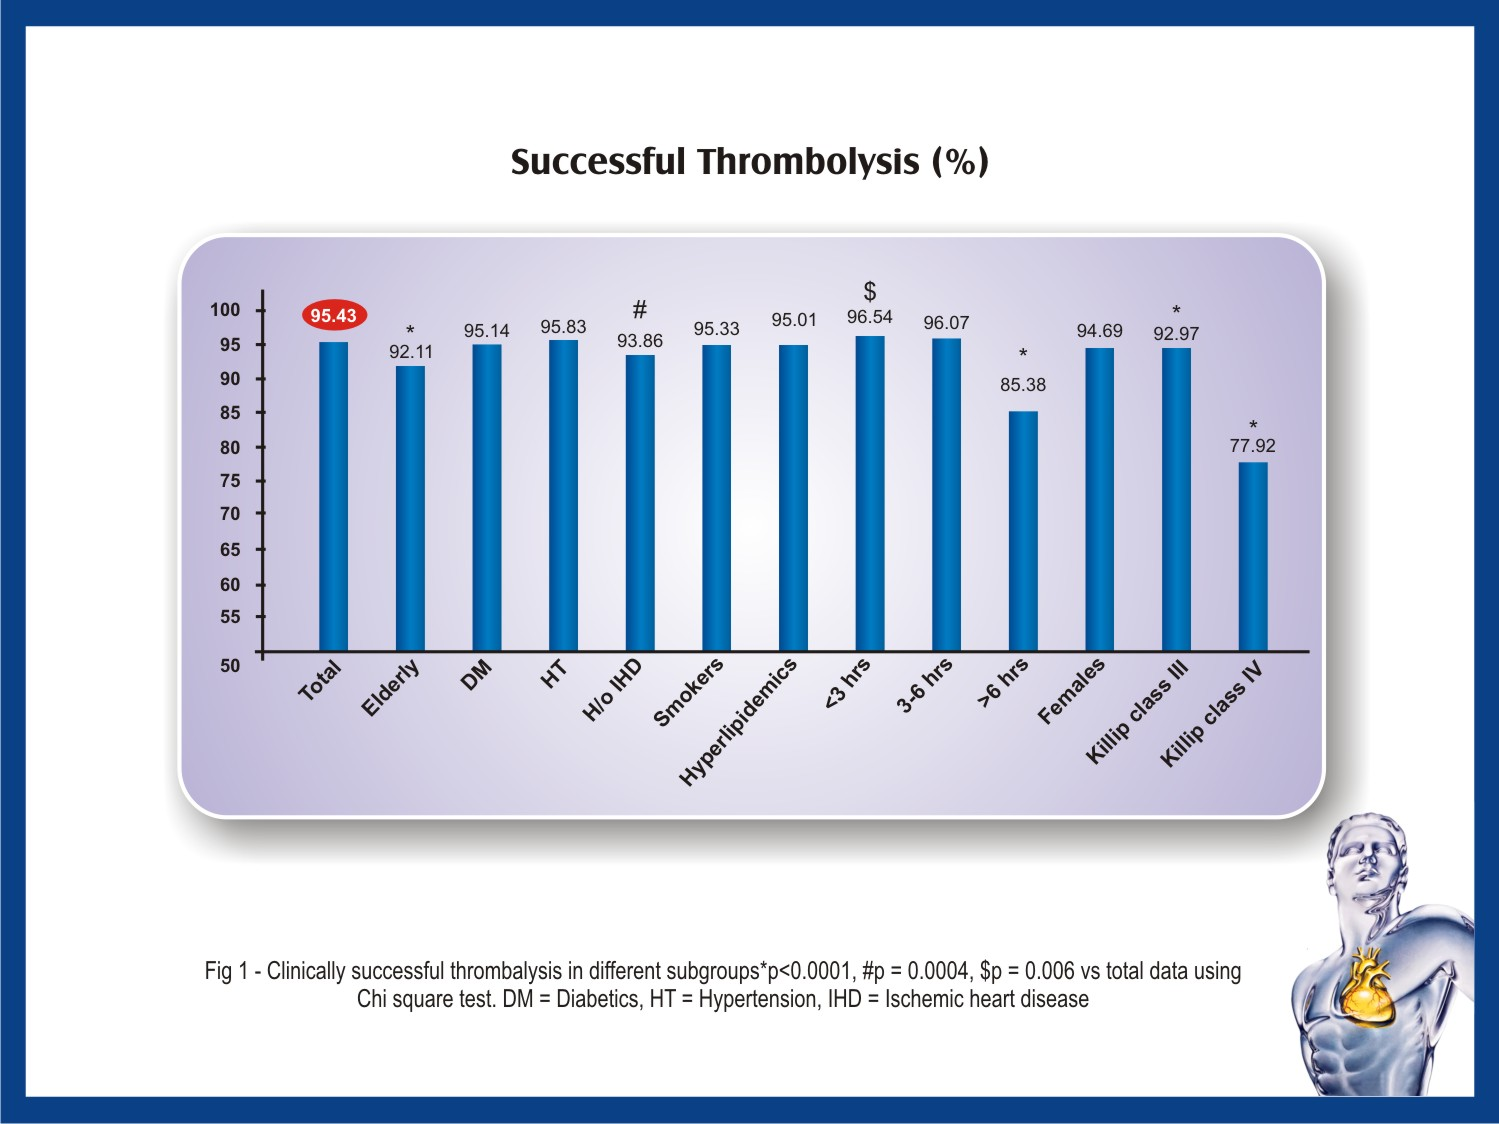 Successful Thrombolysis (%)
100
95
90
85
80
75
70
65
60
55
50
95.43
*
92.11
95.14
95.83
#
93.86
95.33
95.01
$
96.54
96.07
*
85.38
94.69
*
92.97
*
77.92
Total
Elderly
DM
HT
H/o IHD
Smokers
Hyperlipidemics
<3 hrs
3-6 hrs
>6 hrs
Females
Killip class III
Killip class IV
Fig 1 - Clinically successful thrombalysis in different subgroups*p<0.0001, #p = 0.0004, $p = 0.006 vs total data using
Chi square test. DM = Diabetics, HT = Hypertension, IHD = Ischemic heart disease